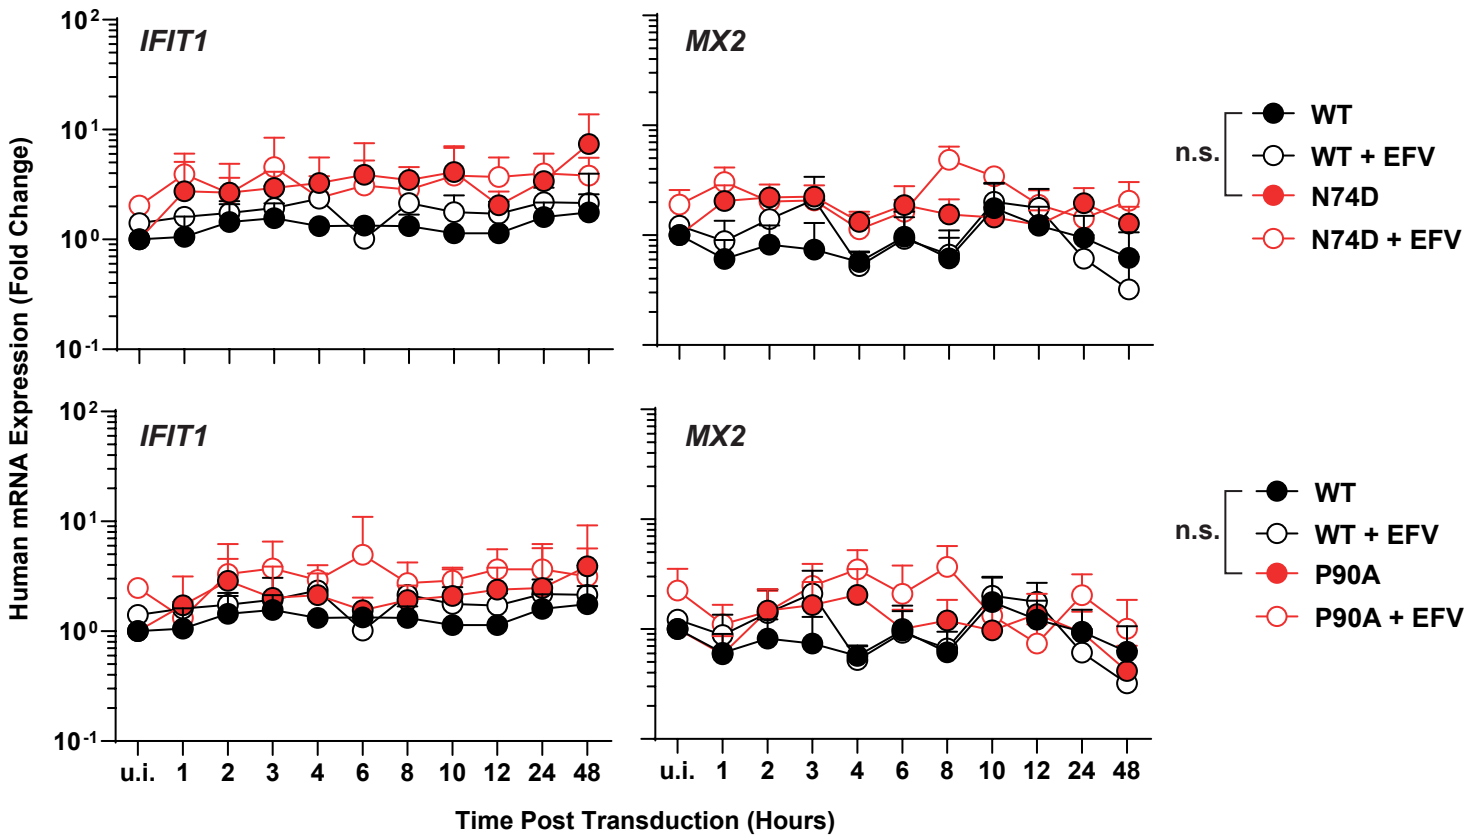 Human mRNA Expression (Fold Change)
IFIT1
10²
10¹
10⁰
10⁻¹
MX2
n.s.
WT
WT + EFV
N74D
N74D + EFV
IFIT1
10²
10¹
10⁰
10⁻¹
u.i. 1 2 3 4 6 8 10 12 24 48
MX2
u.i. 1 2 3 4 6 8 10 12 24 48
n.s.
WT
WT + EFV
P90A
P90A + EFV
Time Post Transduction (Hours)